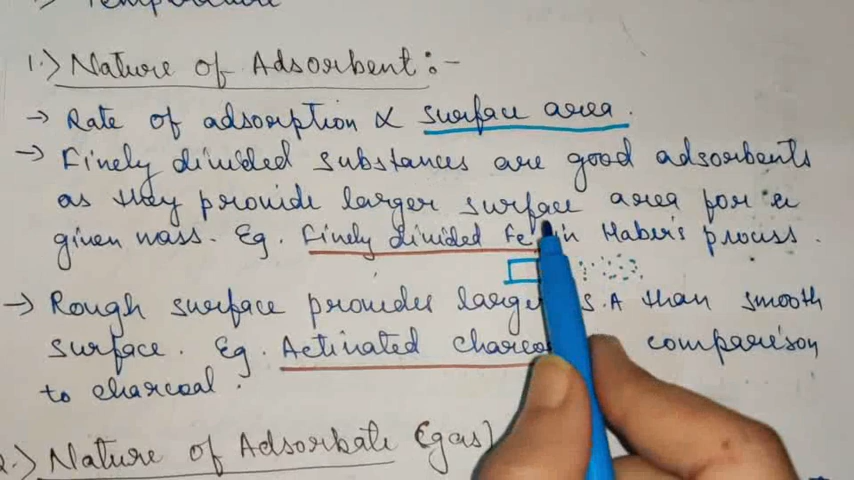 Temperature
1.) Nature of Adsorbent :-
→ Rate of adsorption ∝ surface area.
→ Finely divided substances are good adsorbents
as they provide larger surface area for a
given mass. Eg. Finely divided Fe in Haber's process.
→ Rough surface provides larger S.A than smooth
surface. Eg. Activated comparison
to charcoal.
2.) Nature of Adsorbate (gas)